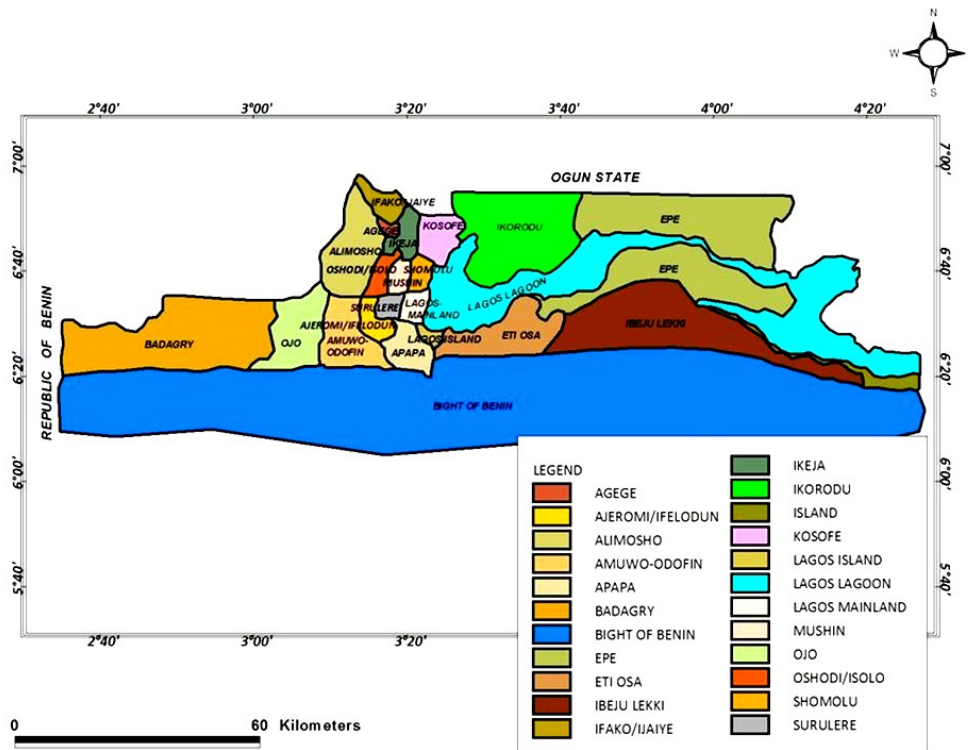 N
W
E
S
2°40' 3°00' 3°20' 3°40' 4°00' 4°20'
7°00'
7°00'
OGUN STATE
IFAKO/IJAIYE
AGEGE
IKEJA
KOSOFE
IKORODU
EPE
ALIMOSHO
OSHODI/ISOLO
SHOMOLU
MUSHIN
EPE
6°40'
6°40'
LAGOS LAGOON
SURULERE
LAGOS-
MAINLAND
REPUBLIC OF BENIN
BADAGRY
OJO
AJEROMI/IFELODUN
AMUWO-
ODOFIN
APAPA
LAGOS ISLAND
ETI OSA
IBEJU LEKKI
6°20'
6°20'
BIGHT OF BENIN
6°00'
6°00'
5°40'
5°40'
LEGEND
AGEGE
AJEROMI/IFELODUN
ALIMOSHO
AMUWO-ODOFIN
APAPA
BADAGRY
BIGHT OF BENIN
EPE
ETI OSA
IBEJU LEKKI
IFAKO/IJAIYE
IKEJA
IKORODU
ISLAND
KOSOFE
LAGOS ISLAND
LAGOS LAGOON
LAGOS MAINLAND
MUSHIN
OJO
OSHODI/ISOLO
SHOMOLU
SURULERE
2°40' 3°00' 3°20'
0 60 Kilometers